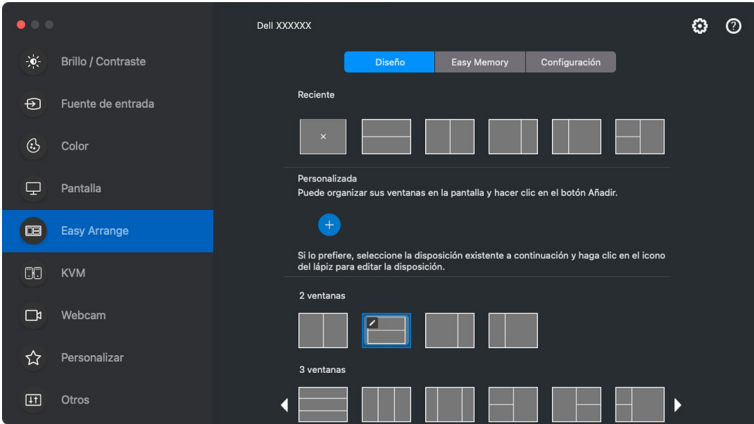 Dell XXXXXX
Brillo / Contraste
Fuente de entrada
Color
Pantalla
Easy Arrange
KVM
Webcam
Personalizar
Otros
Diseño
Easy Memory
Configuración
Reciente
Personalizada
Puede organizar sus ventanas en la pantalla y hacer clic en el botón Añadir.
Si lo prefiere, seleccione la disposición existente a continuación y haga clic en el icono
del lápiz para editar la disposición.
2 ventanas
3 ventanas